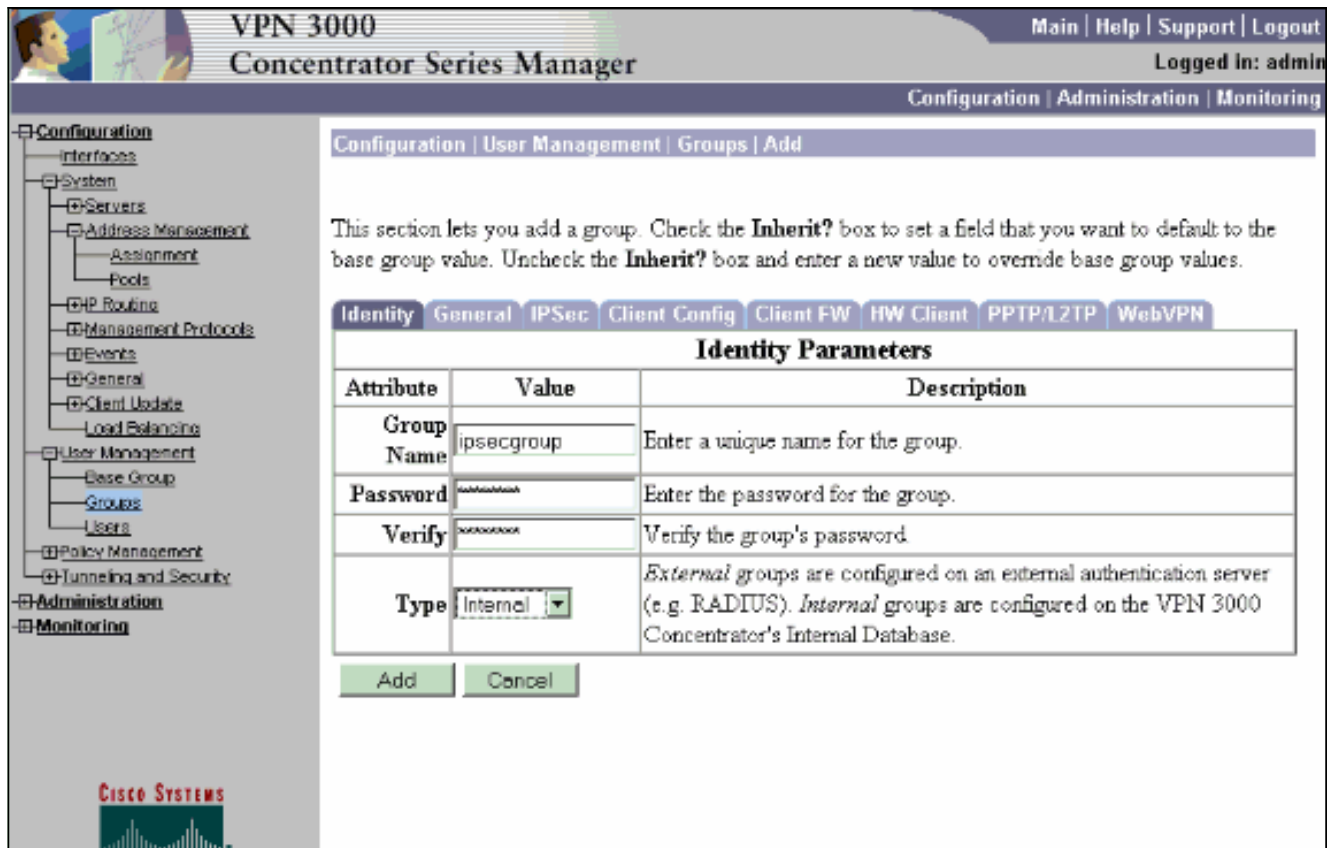 VPN 3000
Concentrator Series Manager
Main | Help | Support | Logout
Logged in: admin
Configuration | Administration | Monitoring
Configuration
Interfaces
System
Servers
Address Management
Assignment
Pools
IP Routing
Management Protocols
Events
General
Client Update
Load Balancing
User Management
Base Group
Groups
Users
Policy Management
Tunneling and Security
Administration
Monitoring
CISCO SYSTEMS
Configuration | User Management | Groups | Add
This section lets you add a group. Check the Inherit? box to set a field that you want to default to the
base group value. Uncheck the Inherit? box and enter a new value to override base group values.
Identity General IPSec Client Config Client FW HW Client PPTP/L2TP WebVPN
Identity Parameters
Attribute Value Description
Group Name ipsecgroup Enter a unique name for the group.
Password ********* Enter the password for the group.
Verify ********* Verify the group's password.
Type Internal External groups are configured on an external authentication server
(e.g. RADIUS). Internal groups are configured on the VPN 3000
Concentrator's Internal Database.
Add Cancel